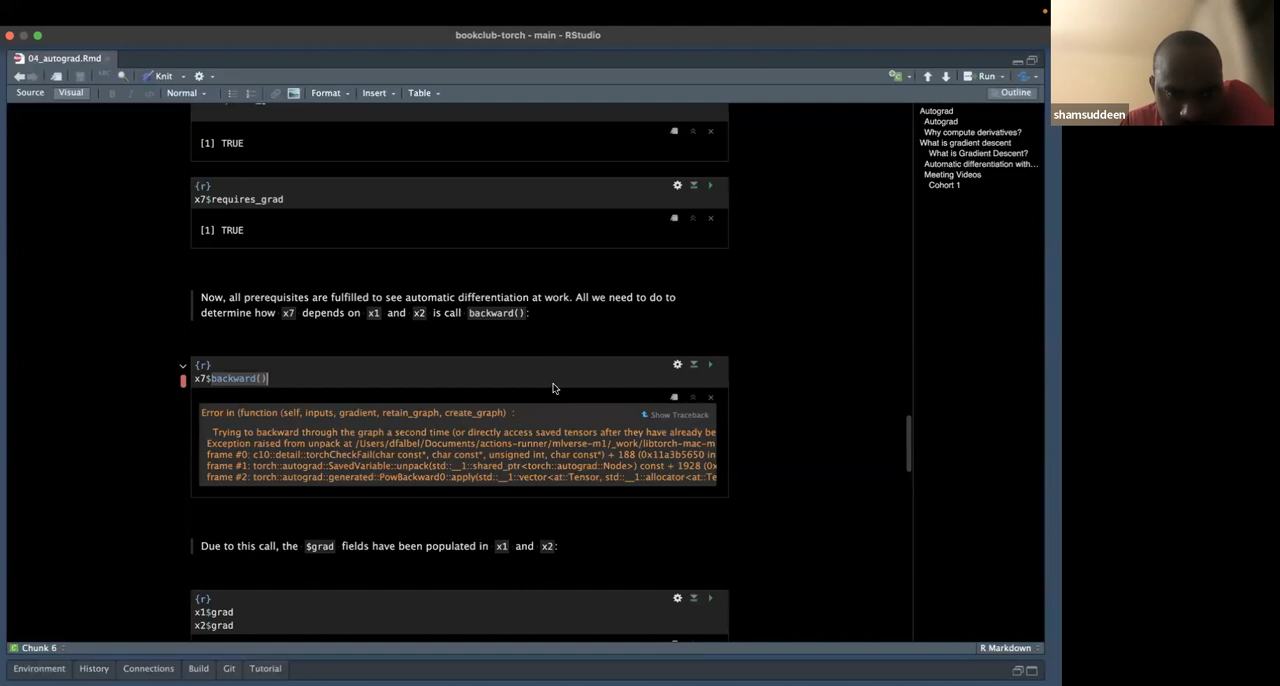 bookclub-torch - main - RStudio
04_autograd.Rmd
Knit
Run
Source Visual Normal Format Insert Table Outline
[1] TRUE
{r}
x7$requires_grad
[1] TRUE
Now, all prerequisites are fulfilled to see automatic differentiation at work. All we need to do to
determine how x7 depends on x1 and x2 is call backward():
{r}
x7$backward()
Error in (function (self, inputs, gradient, retain_graph, create_graph) :
Show Traceback
Trying to backward through the graph a second time (or directly access saved tensors after they have already be
Exception raised from unpack at /Users/dfalbel/Documents/actions-runner/mlverse-m1/_work/libtorch-mac-m
frame #0: c10::detail::torchCheckFail(char const*, char const*, unsigned int, char const*) + 188 (0x11a3b5650 in
frame #1: torch::autograd::SavedVariable::unpack(std::__1::shared_ptr<torch::autograd::Node>) const + 1928 (0x
frame #2: torch::autograd::generated::PowBackward0::apply(std::__1::vector<at::Tensor, std::__1::allocator<at::Te
Due to this call, the $grad fields have been populated in x1 and x2:
{r}
x1$grad
x2$grad
Autograd
Autograd
Why compute derivatives?
What is gradient descent
What is Gradient Descent?
Automatic differentiation with...
Meeting Videos
Cohort 1
Chunk 6
R Markdown
Environment History Connections Build Git Tutorial
shamsuddeen